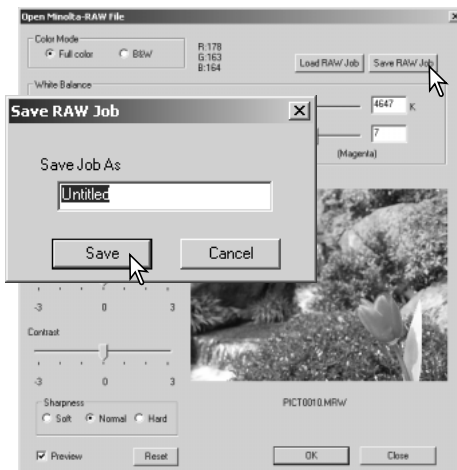 Open Minolta-RAW File
Color Mode
Full color B&W
R:178
G:163
B:164
Load RAW Job Save RAW Job
White Balance
4647 K
7
(Magenta)
Save RAW Job
Save Job As
Untitled
Save Cancel
-3 0 3
Contrast
-3 0 3
Sharpness
Soft Normal Hard
PICT0010.MRW
Preview Reset OK Close